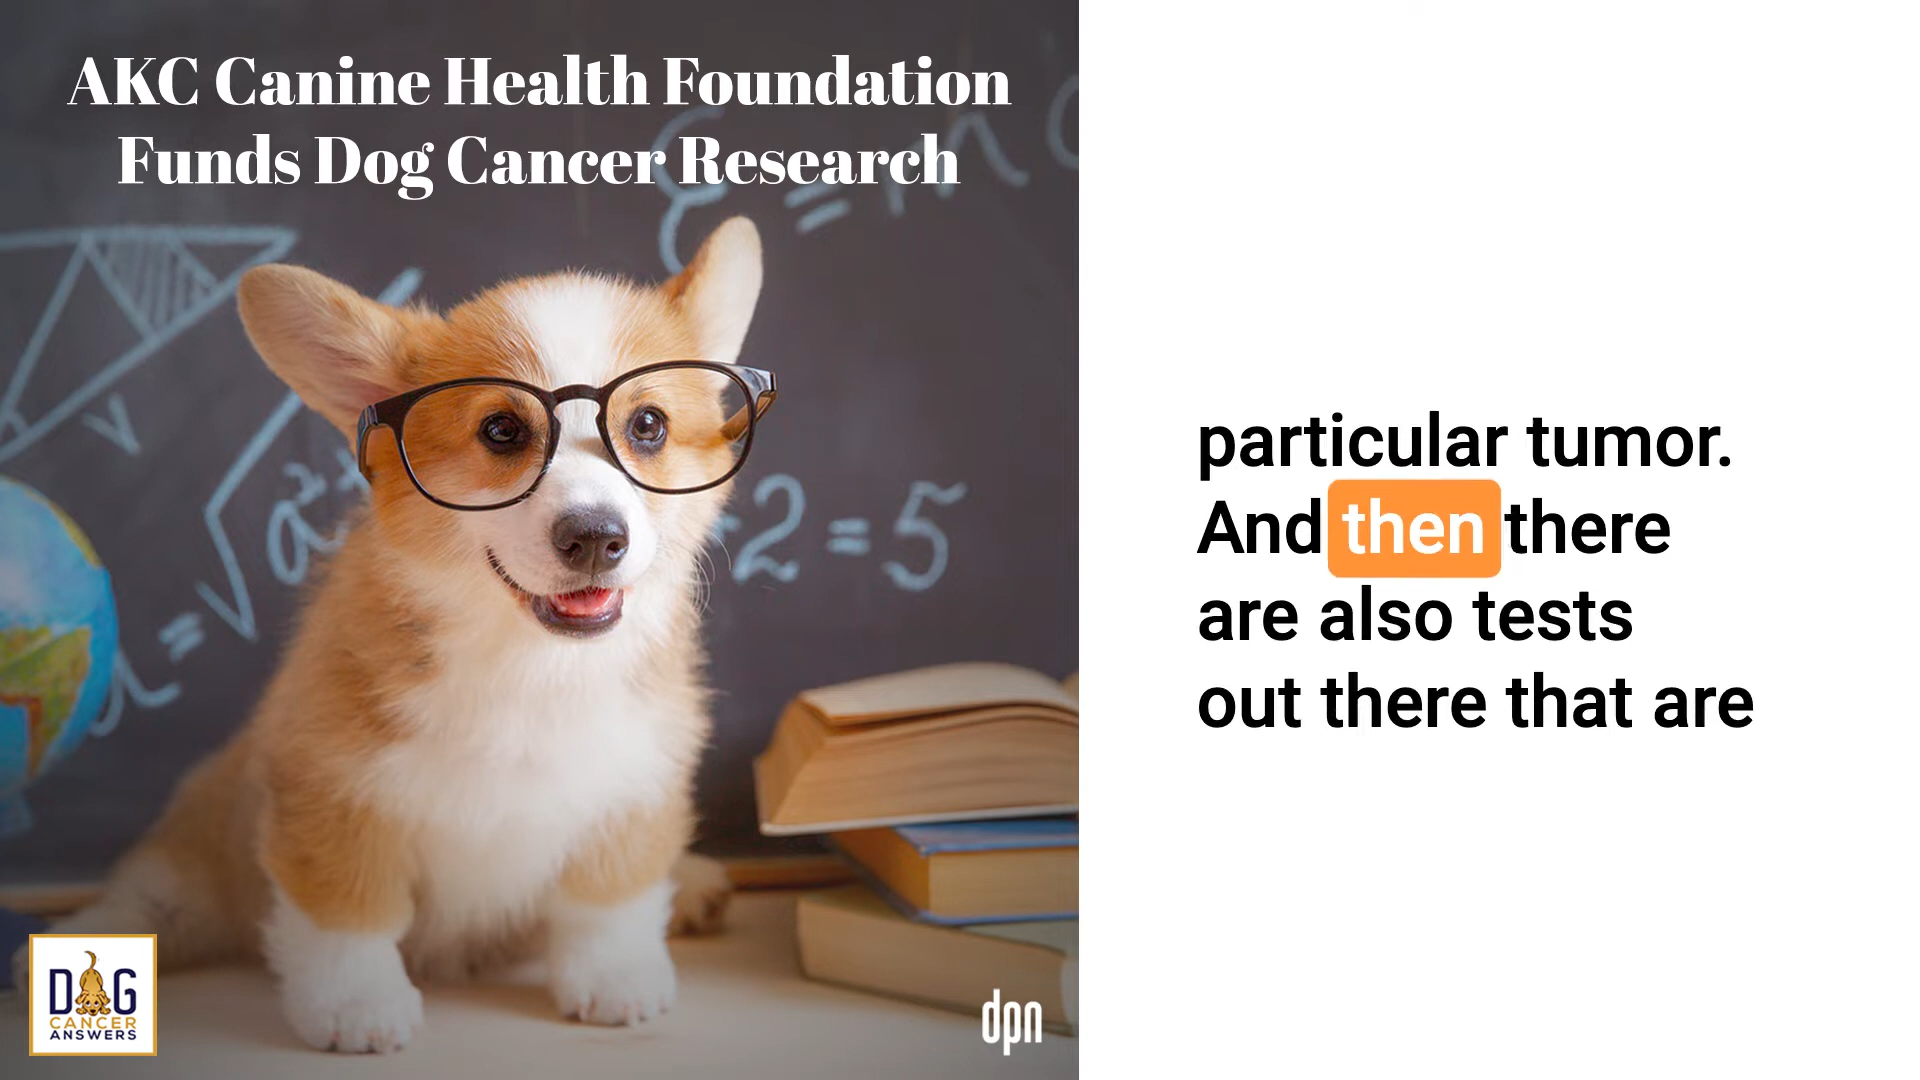 AKC Canine Health Foundation
Funds Dog Cancer Research
particular tumor.
And then there
are also tests
out there that are
DOG
CANCER
ANSWERS
dpn